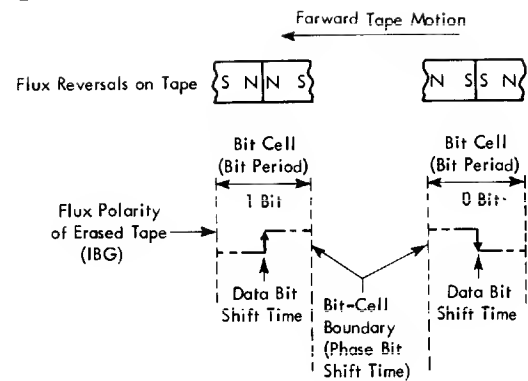 Farward Tape Motion
Flux Reversals on Tape
S N N S
N S S N
Bit Cell
(Bit Period)
1 Bit
Bit Cell
(Bit Periad)
0 Bit
Flux Polarity
of Erased Tape
(IBG)
Data Bit
Shift Time
Bit-Cell
Boundary
(Phase Bit
Shift Time)
Data Bit
Shift Time